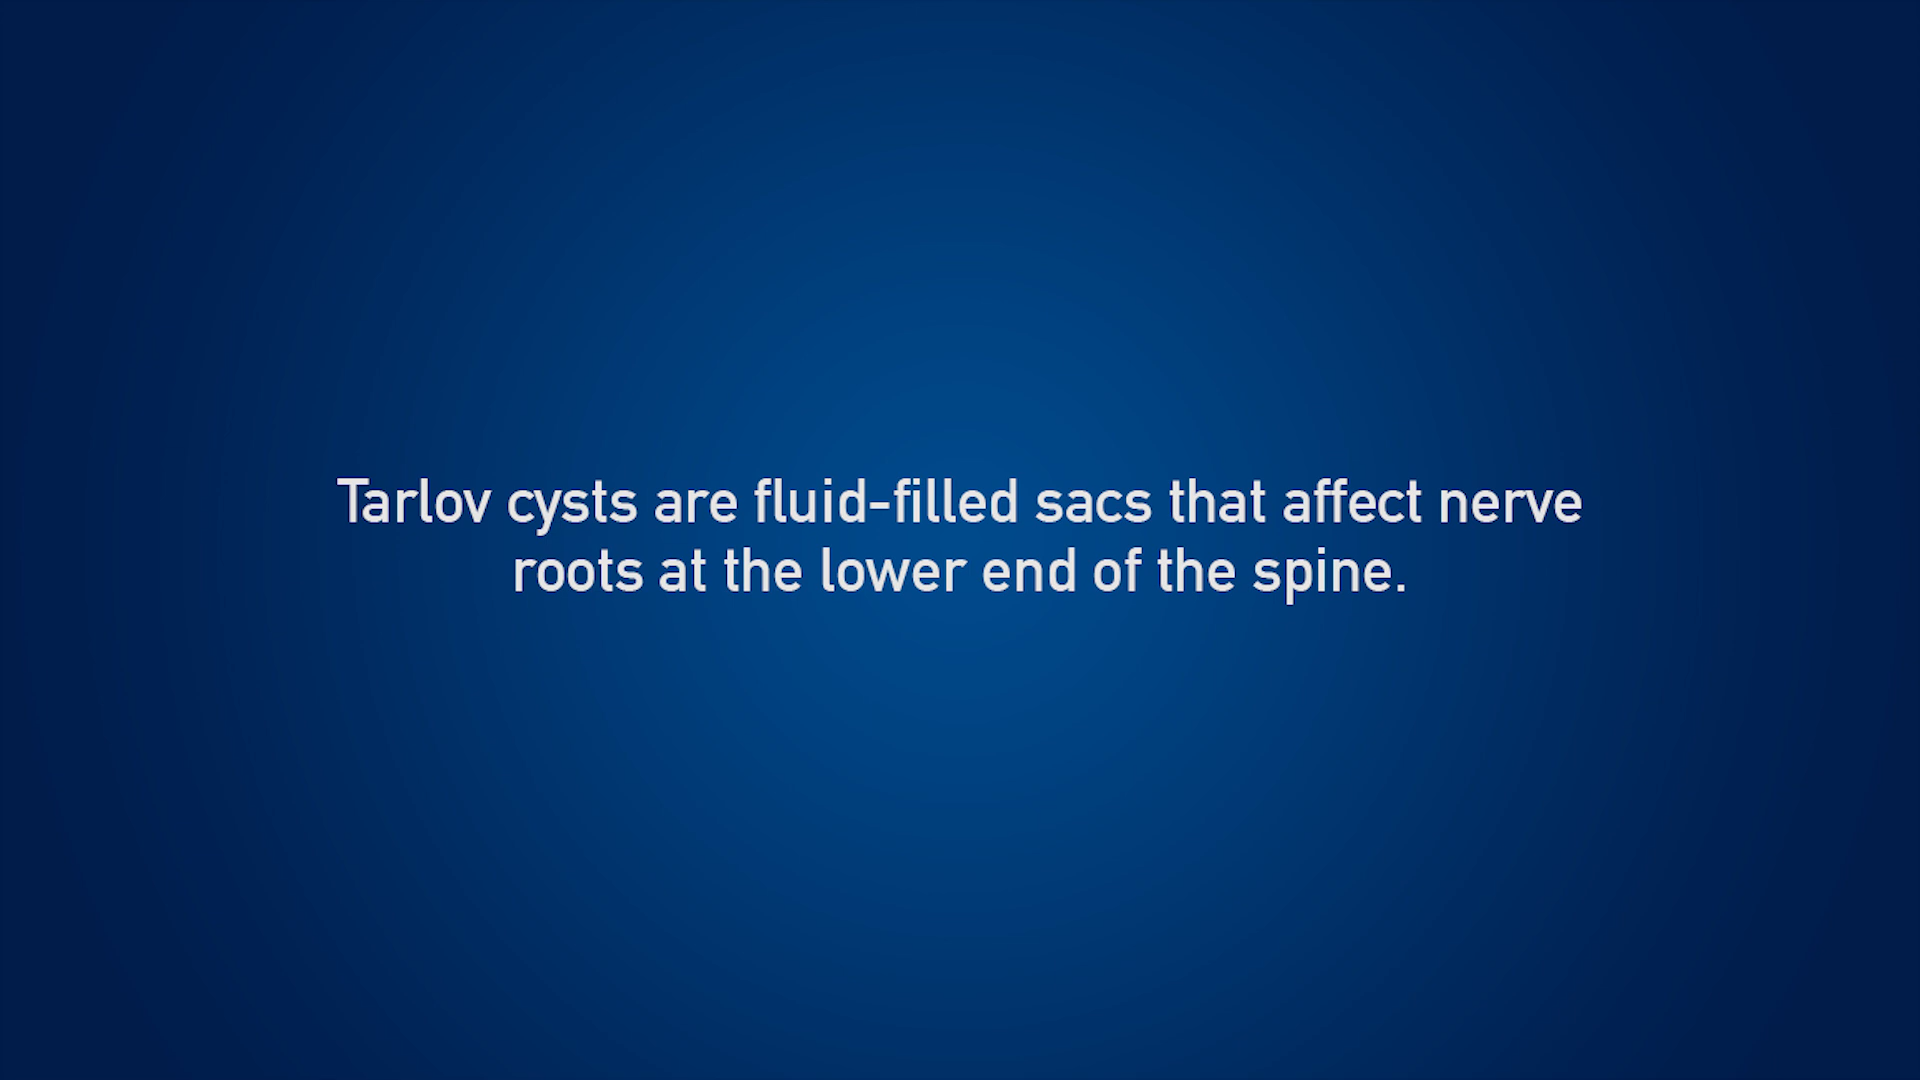 Tarlov cysts are fluid-filled sacs that affect nerve
roots at the lower end of the spine.